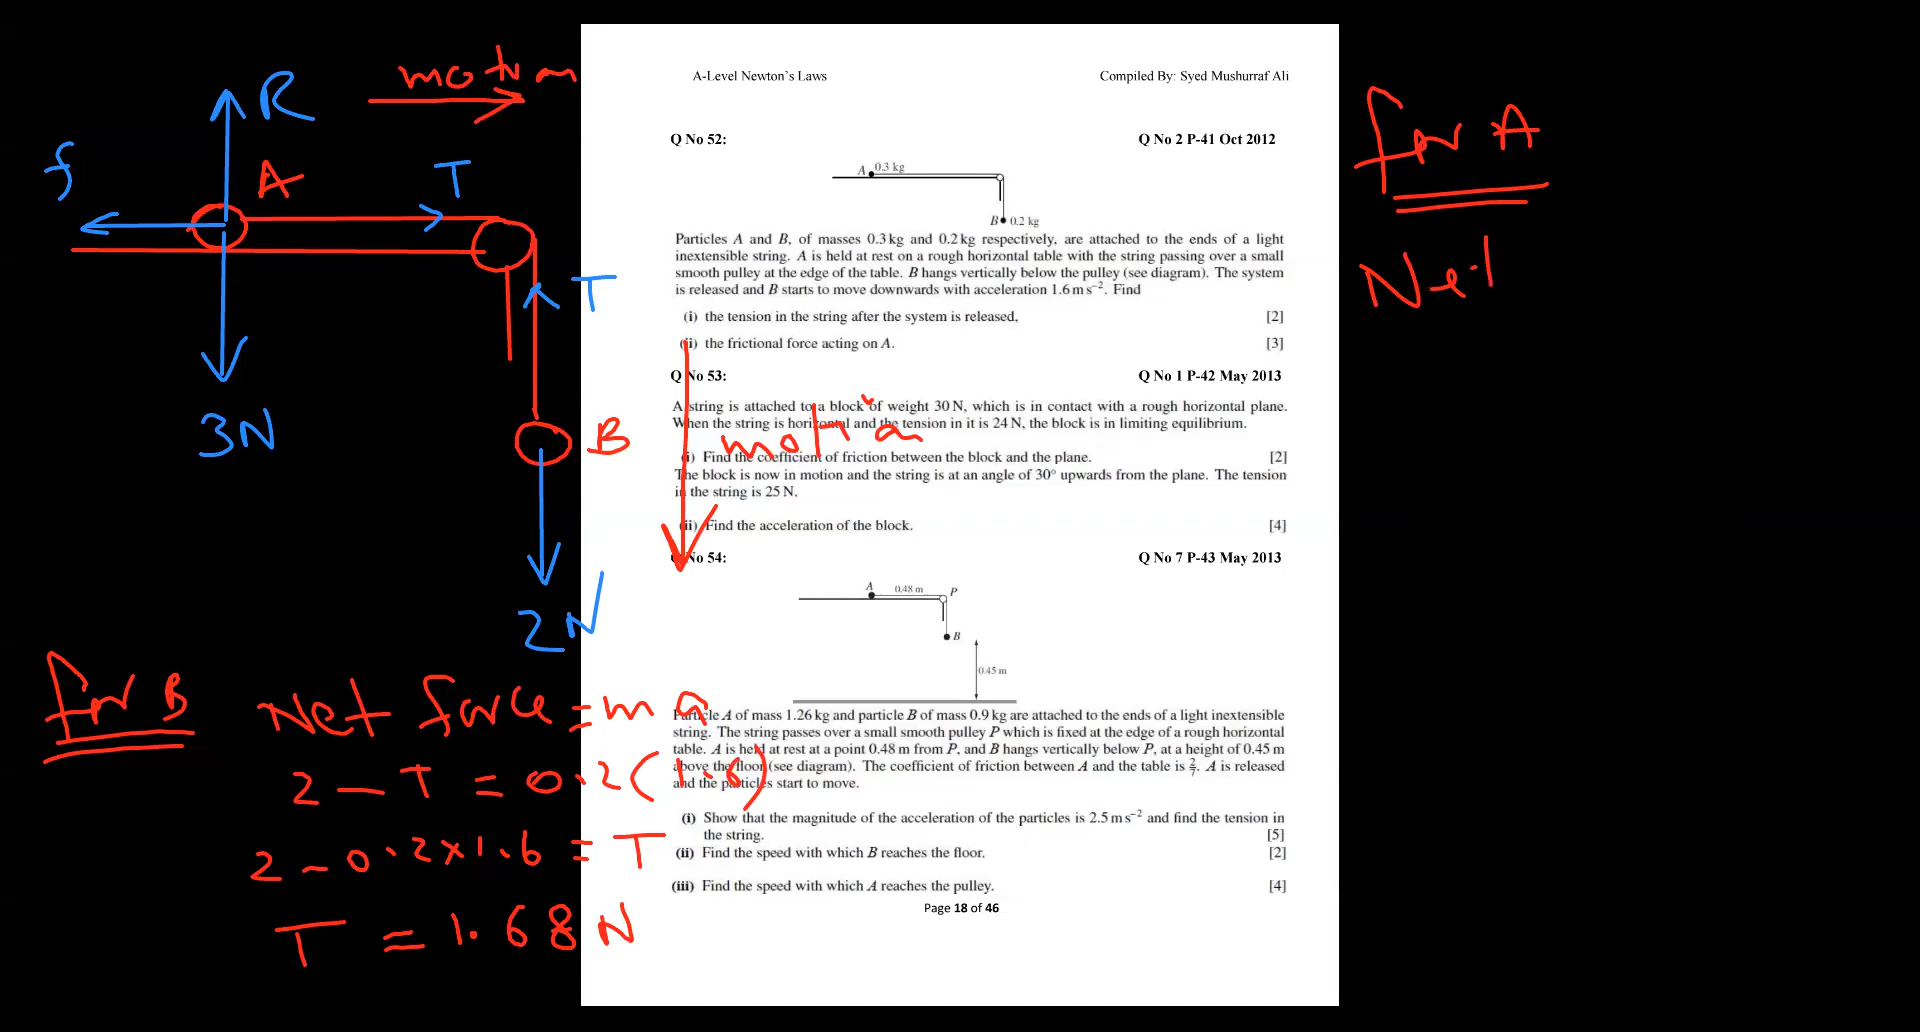 motion
R
f
A
T
T
3N
B
motion
2N
for B
Net force = ma
2 - T = 0.2(1.6)
2 - 0.2×1.6 = T
T = 1.68 N
A-Level Newton's Laws Compiled By: Syed Mushurraf Ali
Q No 52: Q No 2 P-41 Oct 2012
A 0.3 kg
B 0.2 kg
Particles A and B, of masses 0.3 kg and 0.2 kg respectively, are attached to the ends of a light
inextensible string. A is held at rest on a rough horizontal table with the string passing over a small
smooth pulley at the edge of the table. B hangs vertically below the pulley (see diagram). The system
is released and B starts to move downwards with acceleration 1.6 m s⁻². Find
(i) the tension in the string after the system is released, [2]
(ii) the frictional force acting on A. [3]
Q No 53: Q No 1 P-42 May 2013
A string is attached to a block of weight 30 N, which is in contact with a rough horizontal plane.
When the string is horizontal and the tension in it is 24 N, the block is in limiting equilibrium.
(i) Find the coefficient of friction between the block and the plane. [2]
The block is now in motion and the string is at an angle of 30° upwards from the plane. The tension
in the string is 25 N.
(ii) Find the acceleration of the block. [4]
Q No 54: Q No 7 P-43 May 2013
A 0.48 m P
B
0.45 m
Particle A of mass 1.26 kg and particle B of mass 0.9 kg are attached to the ends of a light inextensible
string. The string passes over a small smooth pulley P which is fixed at the edge of a rough horizontal
table. A is held at rest at a point 0.48 m from P, and B hangs vertically below P, at a height of 0.45 m
above the floor (see diagram). The coefficient of friction between A and the table is 2/7. A is released
and the particles start to move.
(i) Show that the magnitude of the acceleration of the particles is 2.5 m s⁻² and find the tension in
the string. [5]
(ii) Find the speed with which B reaches the floor. [2]
(iii) Find the speed with which A reaches the pulley. [4]
Page 18 of 46
for A
Net